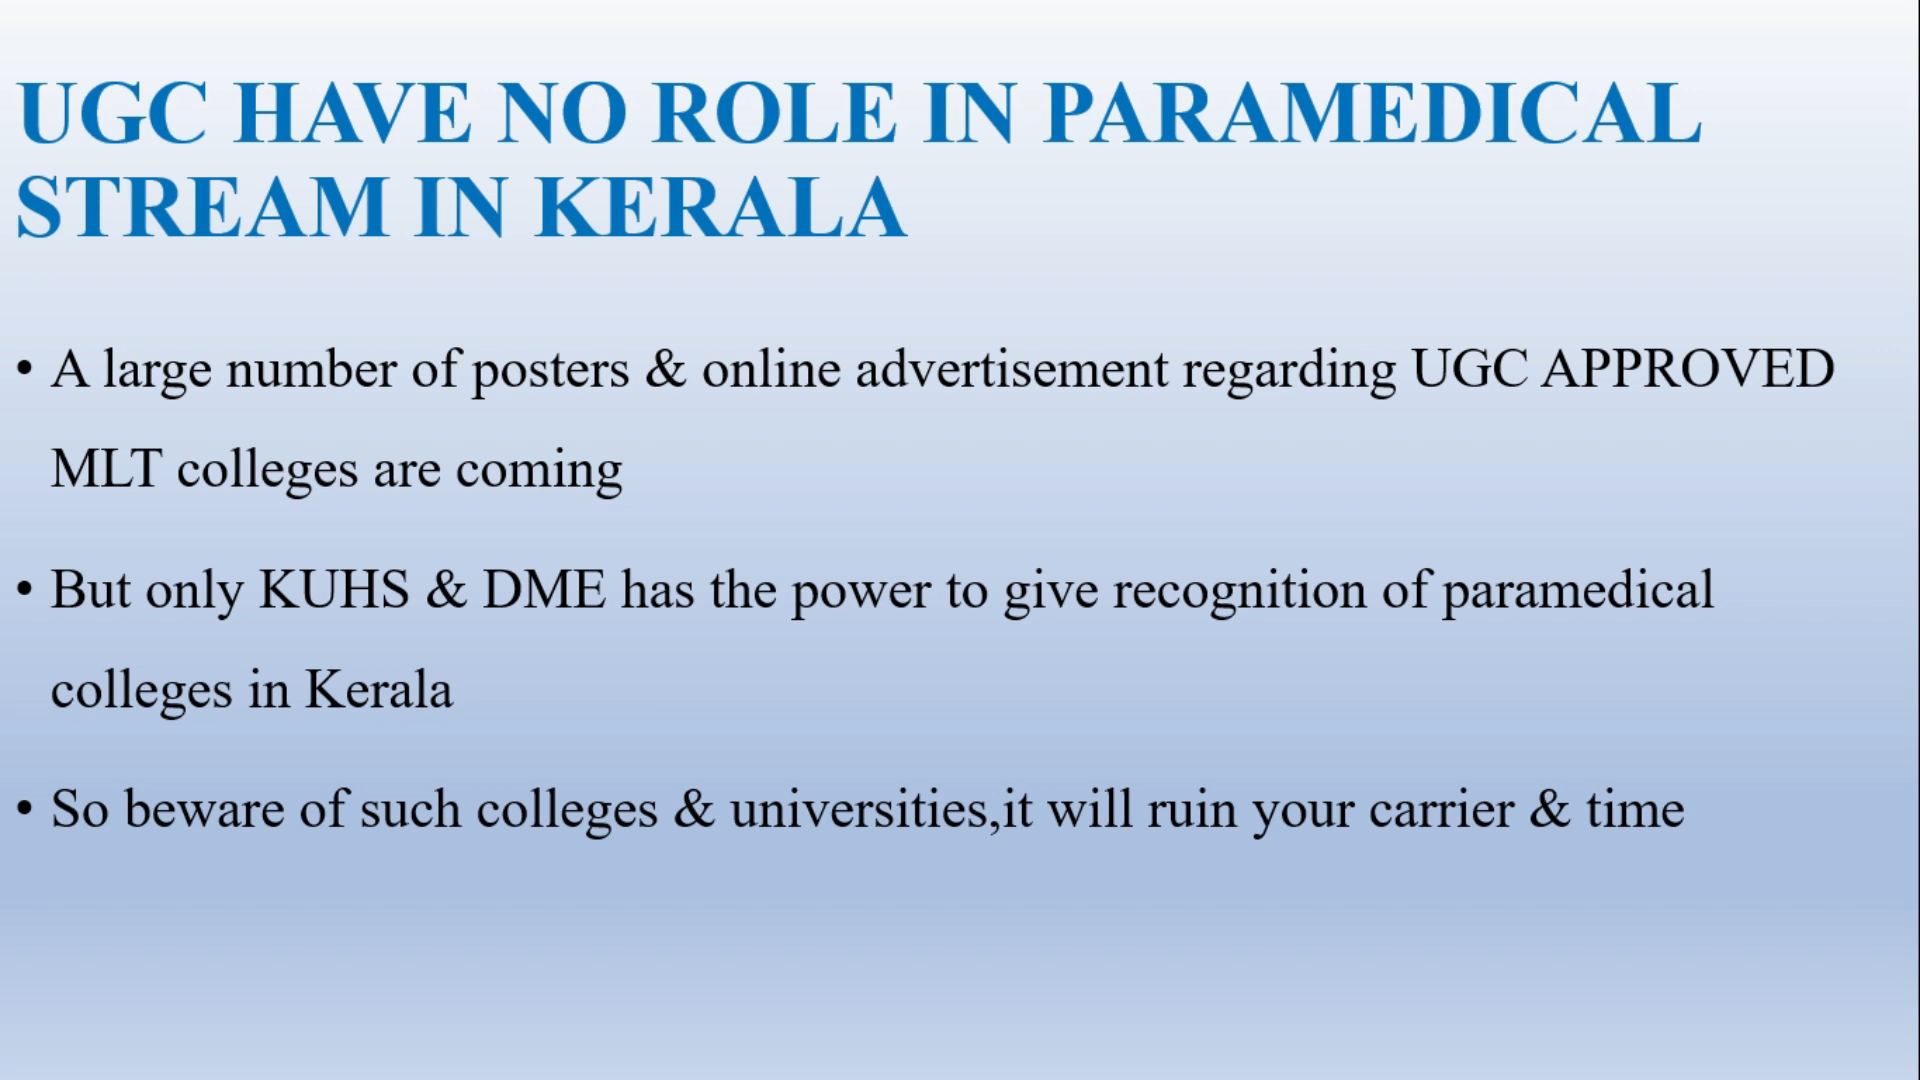 UGC HAVE NO ROLE IN PARAMEDICAL
STREAM IN KERALA
• A large number of posters & online advertisement regarding UGC APPROVED
MLT colleges are coming
• But only KUHS & DME has the power to give recognition of paramedical
colleges in Kerala
• So beware of such colleges & universities,it will ruin your carrier & time